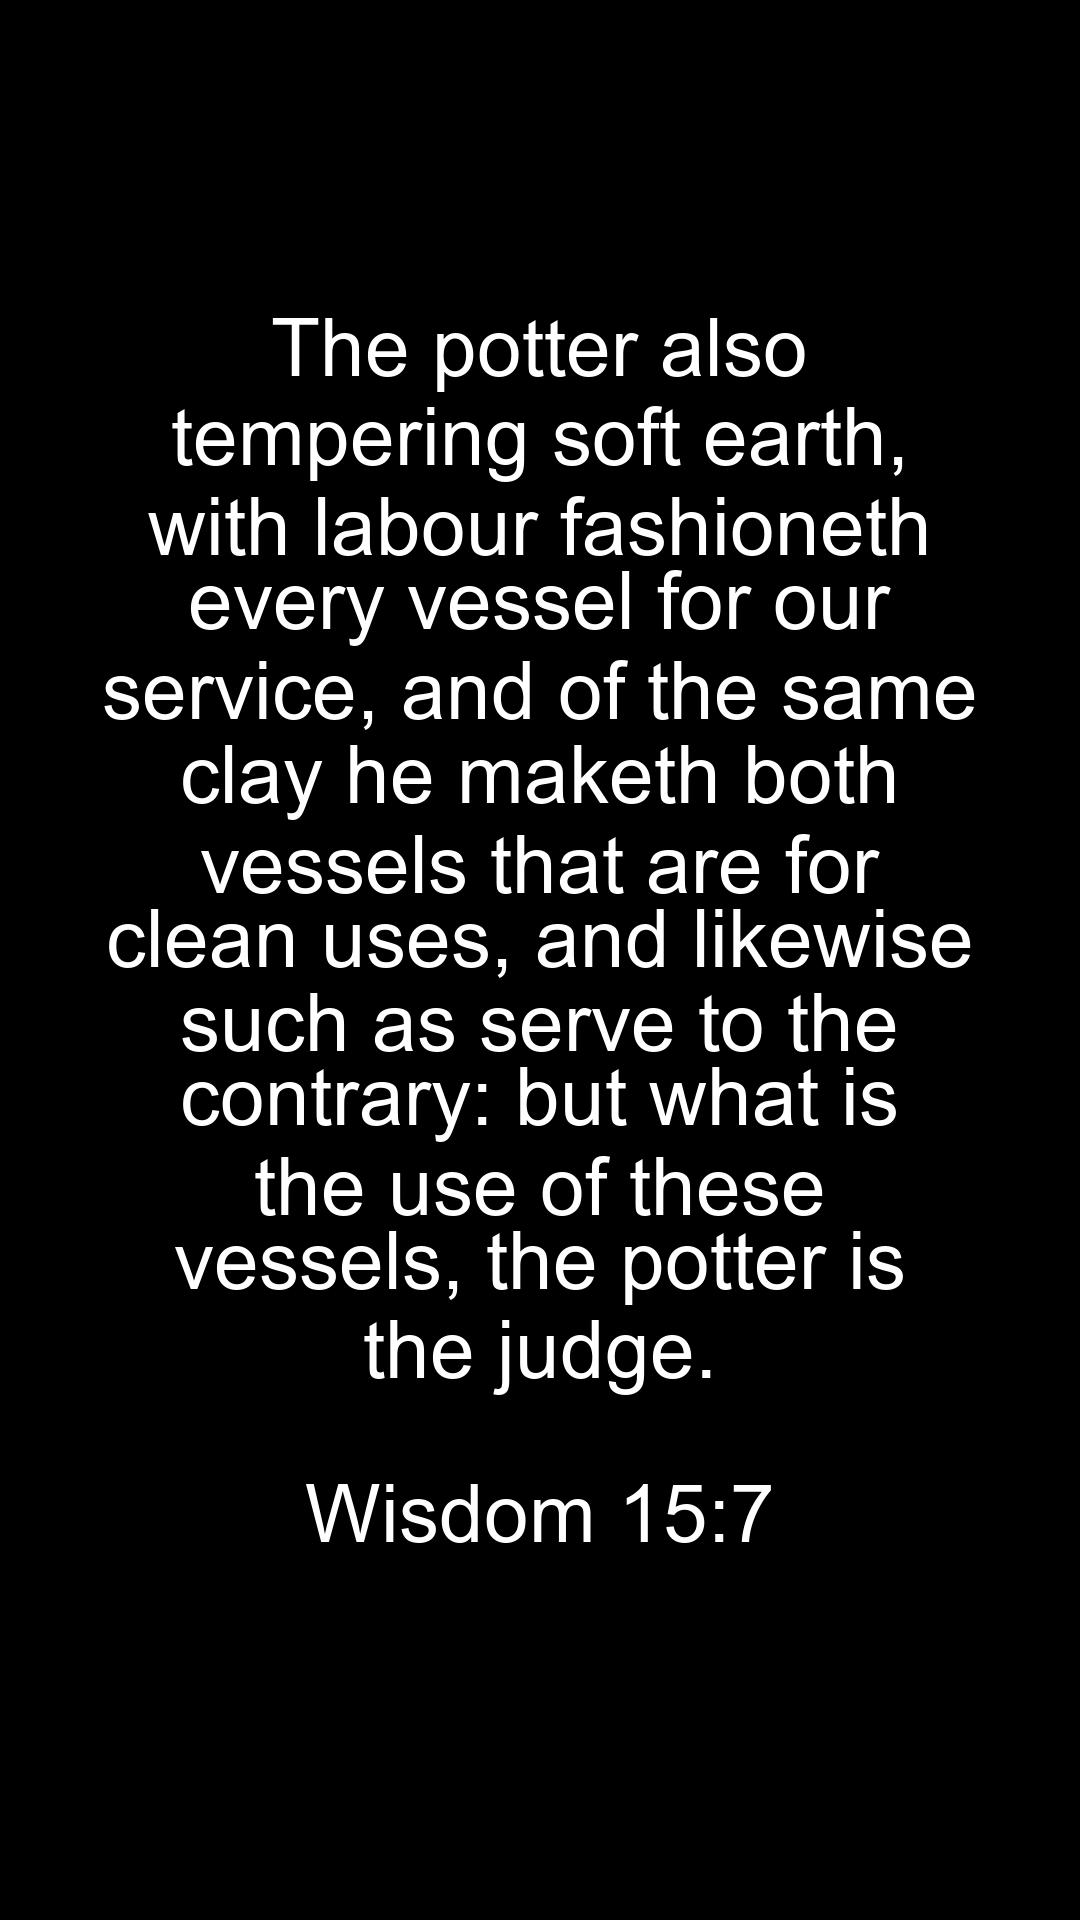 The potter also
tempering soft earth,
with labour fashioneth
every vessel for our
service, and of the same
clay he maketh both
vessels that are for
clean uses, and likewise
such as serve to the
contrary: but what is
the use of these
vessels, the potter is
the judge.
Wisdom 15:7